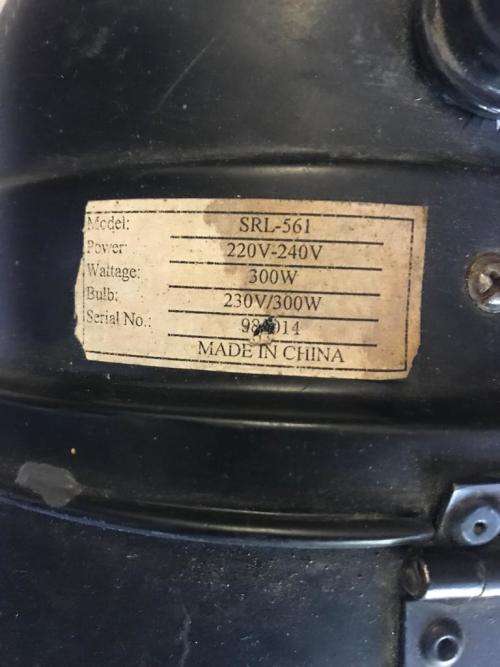 Model: SRL-561
Power: 220V-240V
Wattage: 300W
Bulb: 230V/300W
Serial No.:
MADE IN CHINA